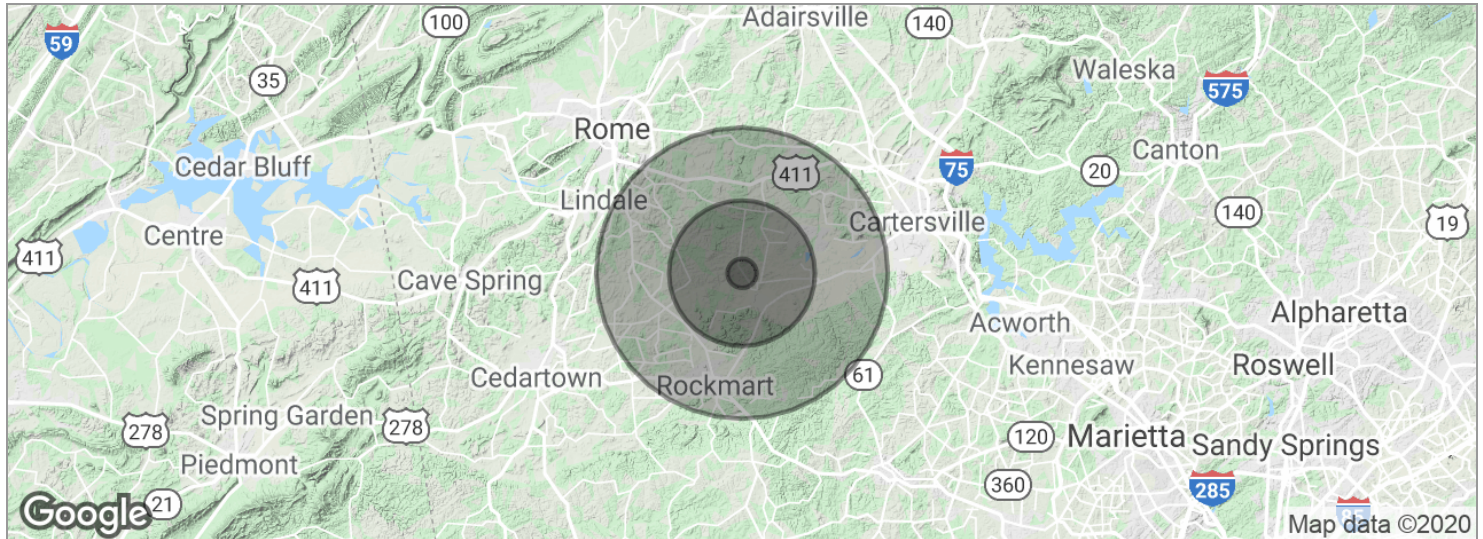 Adairsville
100
140
59
Waleska
35
575
Rome
Canton
Cedar Bluff
411
75
20
Lindale
Cartersville
140
19
Centre
411
411
Cave Spring
Alpharetta
Acworth
Kennesaw
Roswell
61
Cedartown
Rockmart
Spring Garden
278
278
120
Marietta
Sandy Springs
Piedmont
360
285
21
Google
85
Map data ©2020